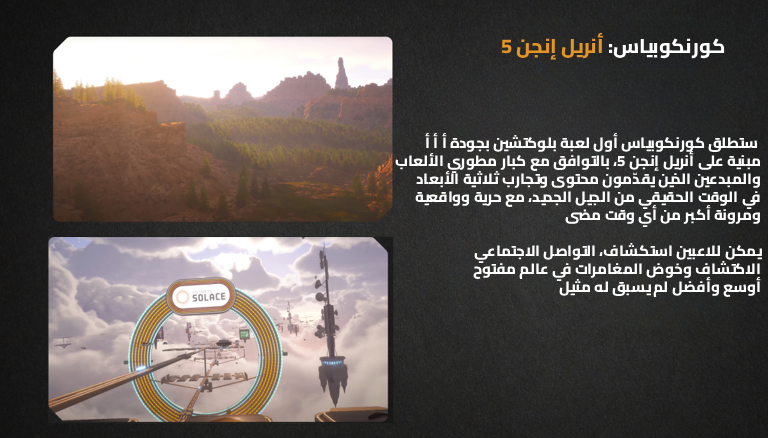 كورنكوبياس: أنريل إنجن 5
ستطلق كورنكوبياس أول لعبة بلوكتشين بجودة أ أ أ
مبنية على أنريل إنجن 5، بالتوافق مع كبار مطوري الألعاب
والمبدعين الذين يقدّمون محتوى وتجارب ثلاثية الأبعاد
في الوقت الحقيقي من الجيل الجديد، مع حرية وواقعية
ومرونة أكبر من أي وقت مضى
يمكن للاعبين استكشاف، التواصل الاجتماعي
الاكتشاف وخوض المغامرات في عالم مفتوح
أوسع وأفضل لم يسبق له مثيل
SOLACE